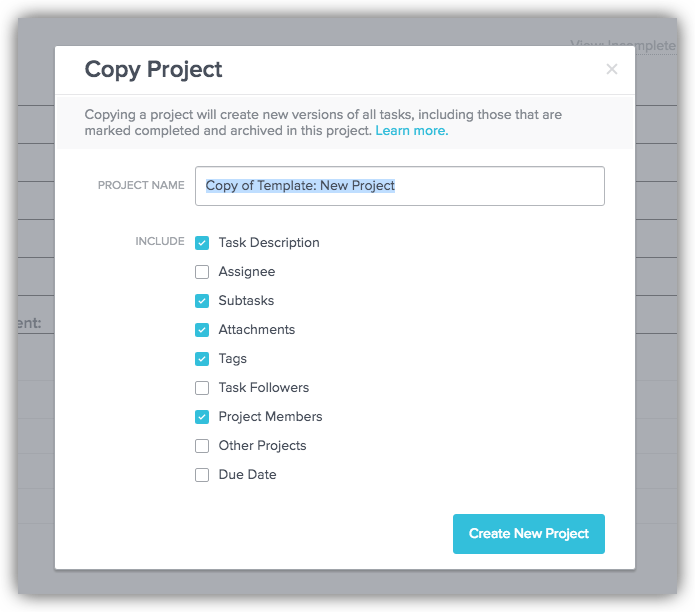 View: Incomplete
Copy Project
×
Copying a project will create new versions of all tasks, including those that are
marked completed and archived in this project. Learn more.
PROJECT NAME Copy of Template: New Project
INCLUDE Task Description
Assignee
Subtasks
ent:
Attachments
Tags
Task Followers
Project Members
Other Projects
Due Date
Create New Project